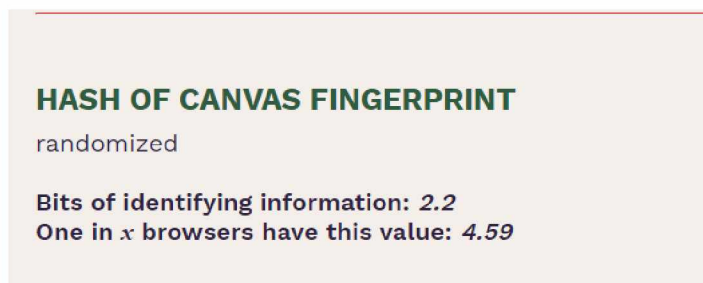 HASH OF CANVAS FINGERPRINT
randomized
Bits of identifying information: 2.2
One in x browsers have this value: 4.59